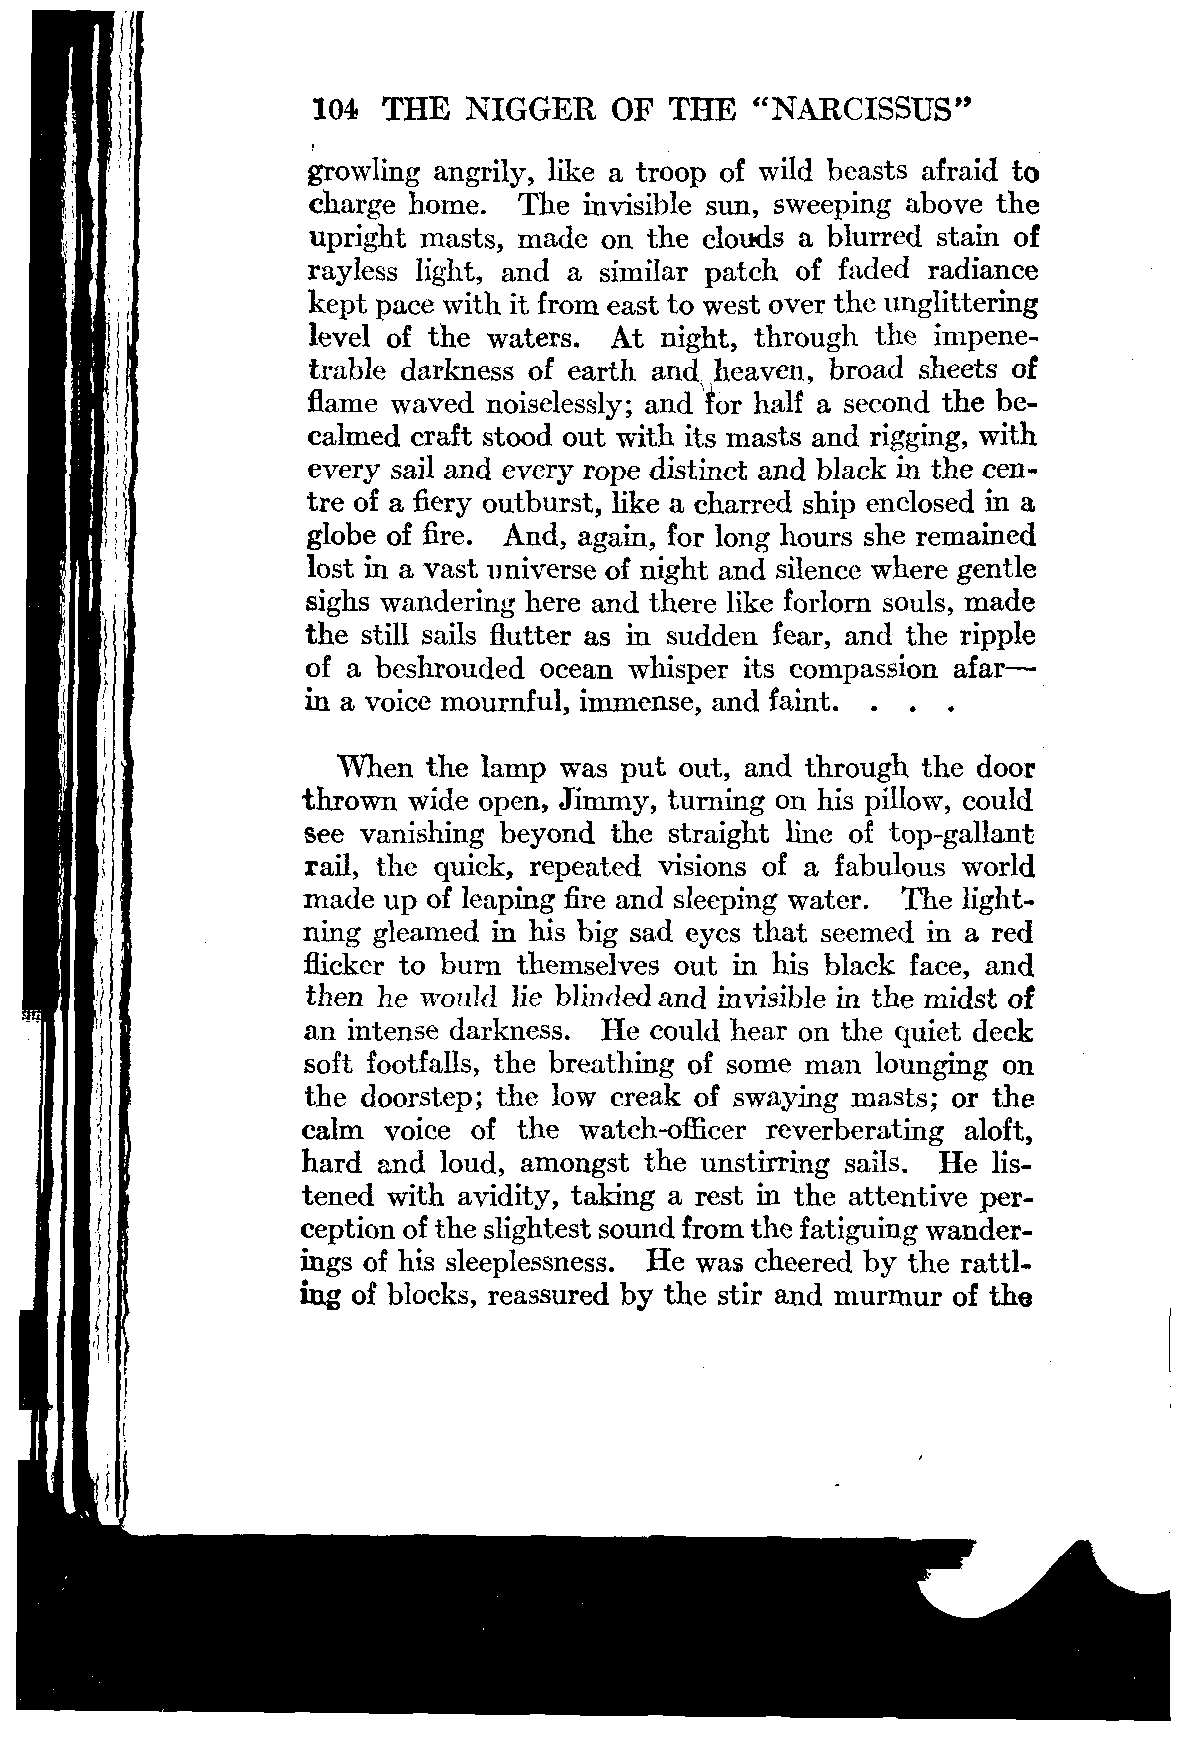 104 THE NIGGER OF THE "NARCISSUS"
growling angrily, like a troop of wild beasts afraid to
charge home. The invisible sun, sweeping above the
upright masts, made on the clouds a blurred stain of
rayless light, and a similar patch of faded radiance
kept pace with it from east to west over the unglittering
level of the waters. At night, through the impene-
trable darkness of earth and heaven, broad sheets of
flame waved noiselessly; and for half a second the be-
calmed craft stood out with its masts and rigging, with
every sail and every rope distinct and black in the cen-
tre of a fiery outburst, like a charred ship enclosed in a
globe of fire. And, again, for long hours she remained
lost in a vast universe of night and silence where gentle
sighs wandering here and there like forlorn souls, made
the still sails flutter as in sudden fear, and the ripple
of a beshrouded ocean whisper its compassion afar—
in a voice mournful, immense, and faint. . . .
When the lamp was put out, and through the door
thrown wide open, Jimmy, turning on his pillow, could
see vanishing beyond the straight line of top-gallant
rail, the quick, repeated visions of a fabulous world
made up of leaping fire and sleeping water. The light-
ning gleamed in his big sad eyes that seemed in a red
flicker to burn themselves out in his black face, and
then he would lie blinded and invisible in the midst of
an intense darkness. He could hear on the quiet deck
soft footfalls, the breathing of some man lounging on
the doorstep; the low creak of swaying masts; or the
calm voice of the watch-officer reverberating aloft,
hard and loud, amongst the unstirring sails. He lis-
tened with avidity, taking a rest in the attentive per-
ception of the slightest sound from the fatiguing wander-
ings of his sleeplessness. He was cheered by the rattl-
ing of blocks, reassured by the stir and murmur of the